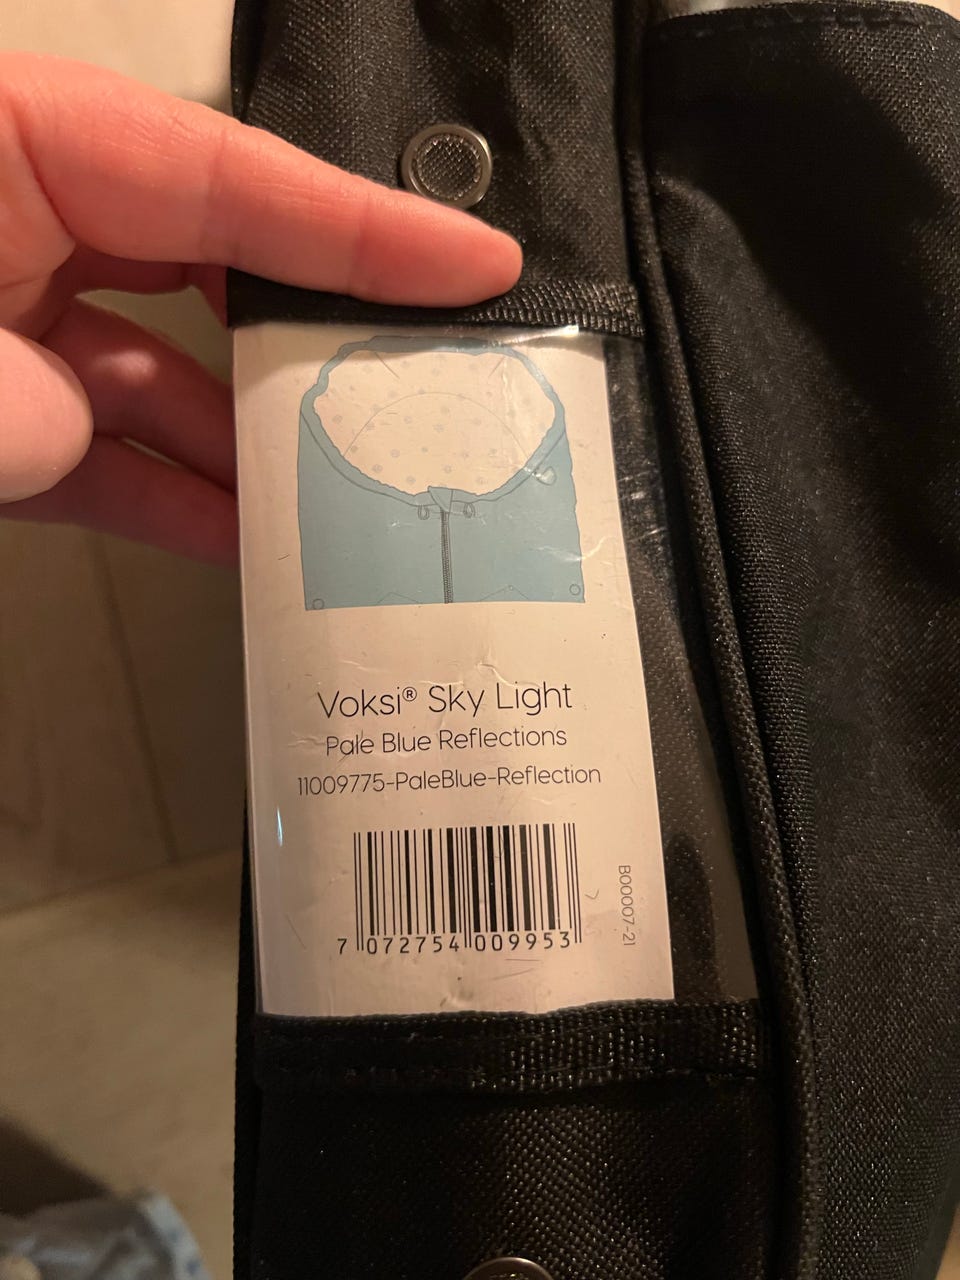 Voksi® Sky Light
Pale Blue Reflections
11009775-PaleBlue-Reflection
7 072754 009953
B00007-21